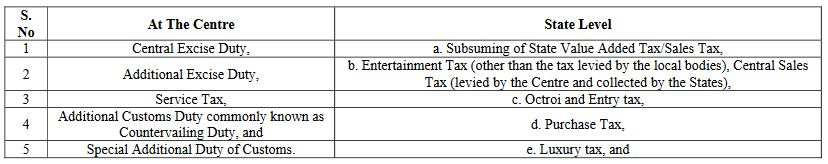 S. No At The Centre State Level
1 Central Excise Duty, a. Subsuming of State Value Added Tax/Sales Tax,
2 Additional Excise Duty, b. Entertainment Tax (other than the tax levied by the local bodies), Central Sales
Tax (levied by the Centre and collected by the States),
3 Service Tax, c. Octroi and Entry tax,
4 Additional Customs Duty commonly known as
Countervailing Duty, and d. Purchase Tax,
5 Special Additional Duty of Customs. e. Luxury tax, and